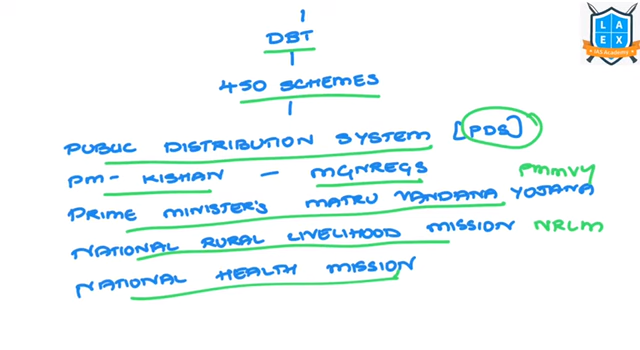 DBT
450 SCHEMES
PUBLIC DISTRIBUTION SYSTEM [PDS]
PM- KISHAN - MGNREGS
PMMVY
PRIME MINISTER'S MATRU VANDANA YOJANA
NATIONAL RURAL LIVELIHOOD MISSION NRLM
NATIONAL HEALTH MISSION
L A
E X
IAS Academy